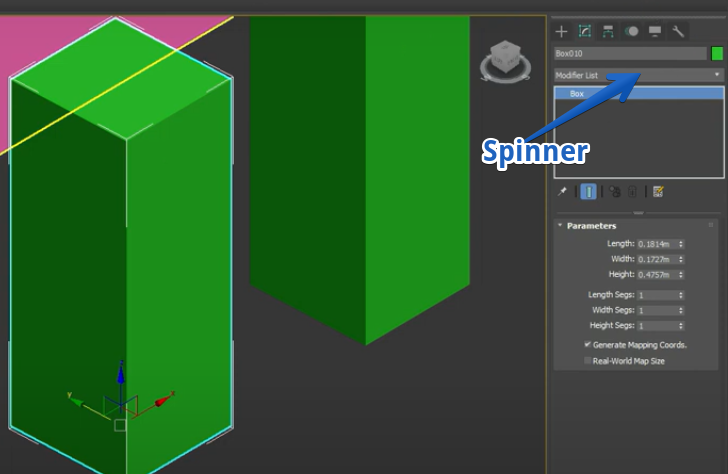 Box010
Modifier List
Box
Spinner
Parameters
Length: 0.1814m
Width: 0.1727m
Height: 0.4757m
Length Segs: 1
Width Segs: 1
Height Segs: 1
Generate Mapping Coords.
Real-World Map Size
z
y
x